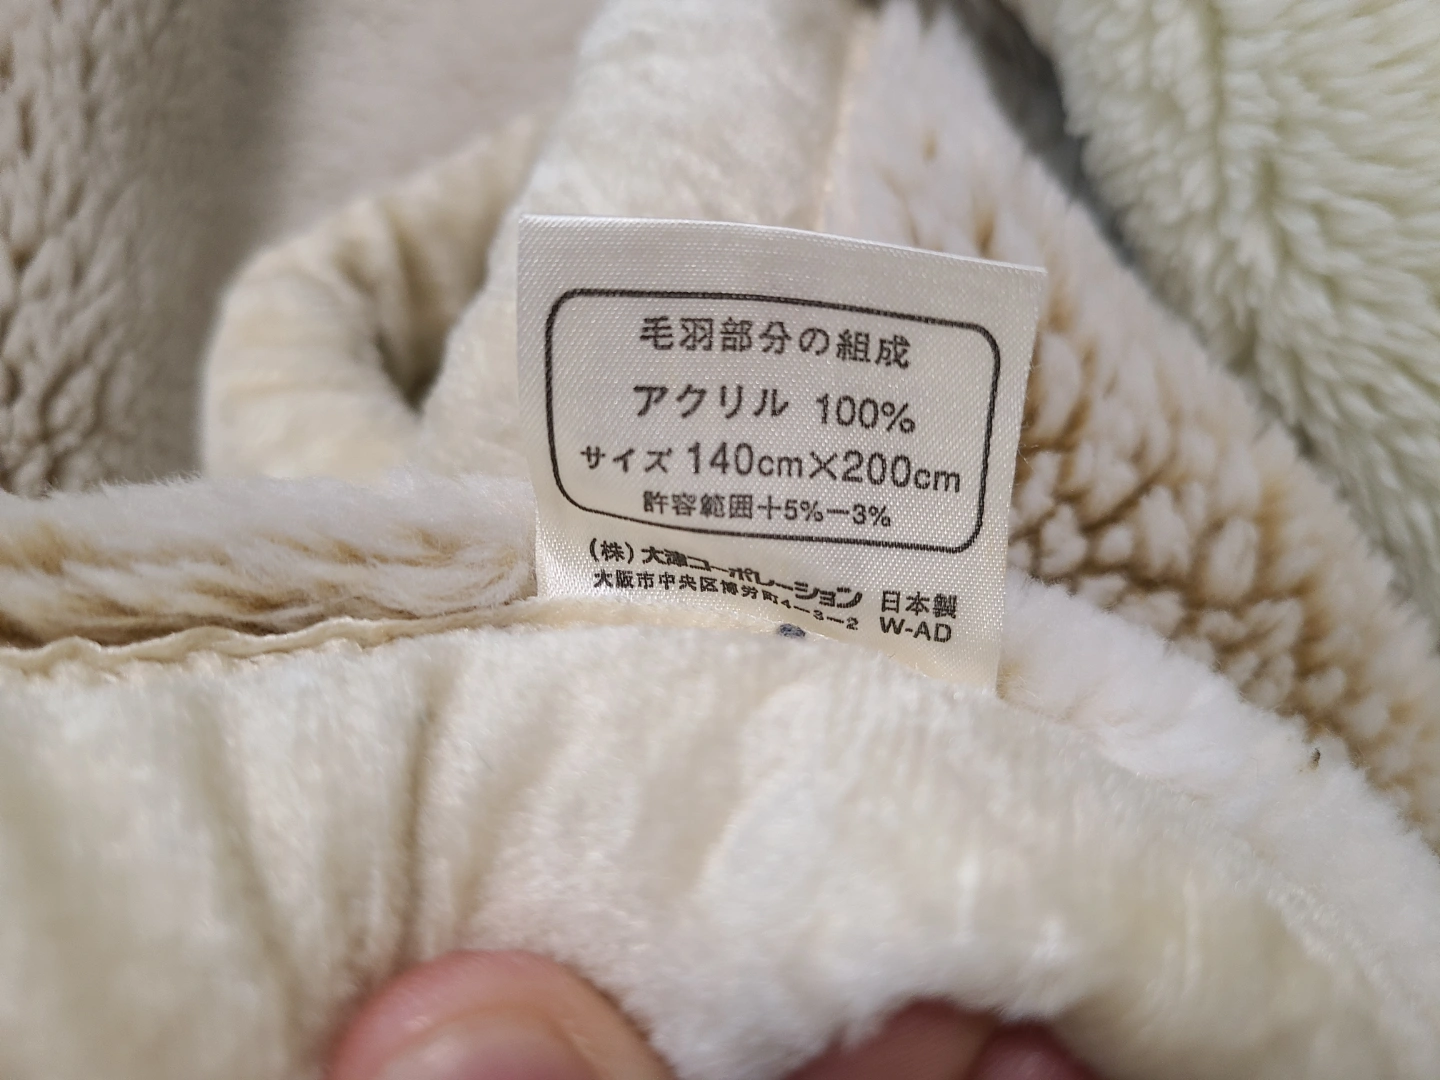 毛羽部分の組成
アクリル 100%
サイズ 140cm×200cm
許容範囲+5%-3%
(株)大津コーポレーション 日本製
大阪市中央区博労町4-3-2 W-AD